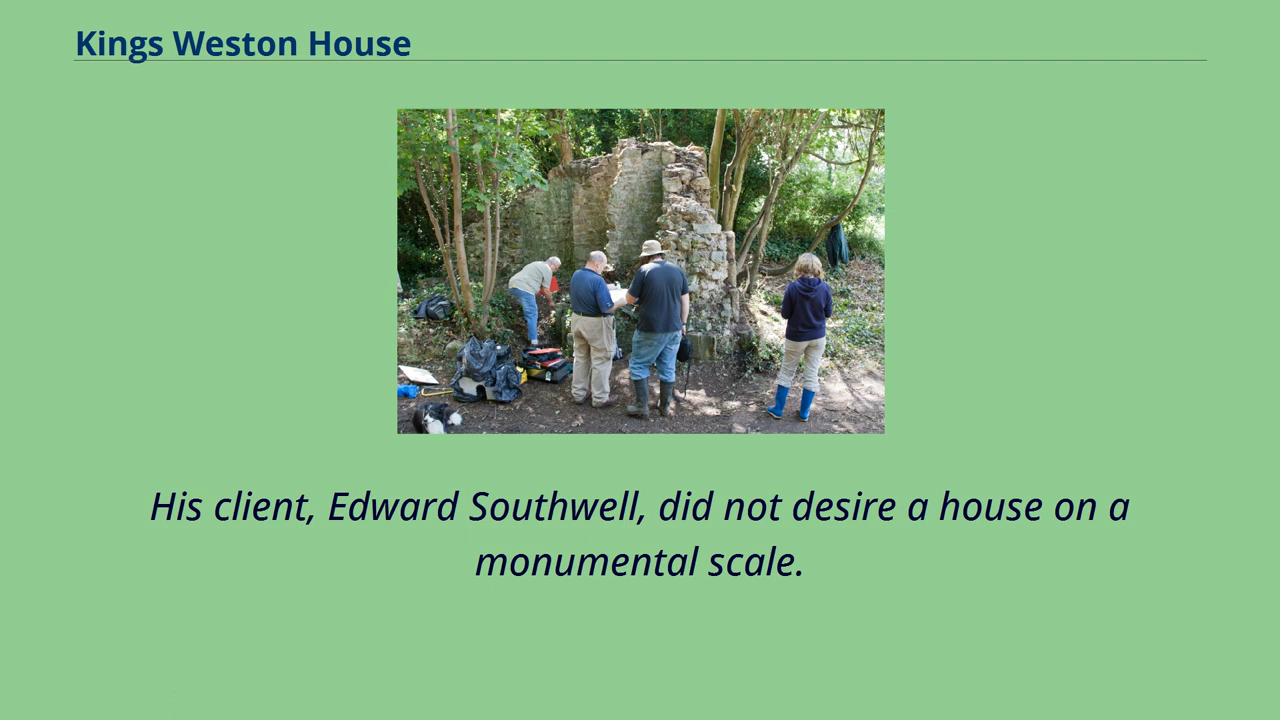 Kings Weston House
His client, Edward Southwell, did not desire a house on a
monumental scale.